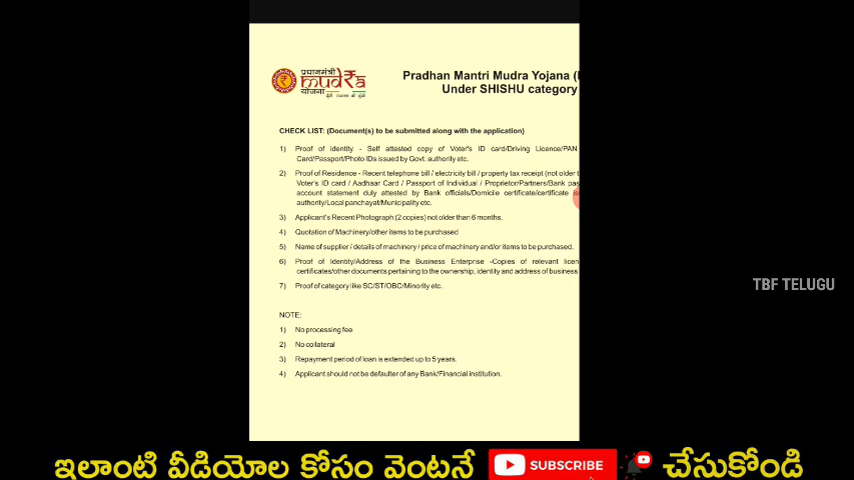 प्रधानमंत्री
mudra
योजना
Pradhan Mantri Mudra Yojana (
Under SHISHU category
CHECK LIST: (Document(s) to be submitted along with the application)
1) Proof of identity - Self attested copy of Voter's ID card/Driving Licence/PAN
Card/Passport/Photo IDs issued by Govt. authority etc.
2) Proof of Residence - Recent telephone bill / electricity bill / property tax receipt (not older
Voter's ID card / Aadhaar Card / Passport of Individual / Proprietor/Partners/Bank
account statement duly attested by Bank officials/Domicile certificate/certificate
authority/Local panchayat/Municipality etc.
3) Applicant's Recent Photograph (2 copies) not older than 6 months.
4) Quotation of Machinery/other items to be purchased
5) Name of supplier / details of machinery / price of machinery and/or items to be purchased.
6) Proof of Identity/Address of the Business Enterprise -Copies of relevant
certificates/other documents pertaining to the ownership, identity and address of business
7) Proof of category like SC/ST/OBC/Minority etc.
NOTE:
1) No processing fee
2) No collateral
3) Repayment period of loan is extended up to 5 years.
4) Applicant should not be defaulter of any Bank/Financial institution.
TBF TELUGU
ఇలాంటి వీడియోల కోసం వెంటనే SUBSCRIBE చేసుకోండి